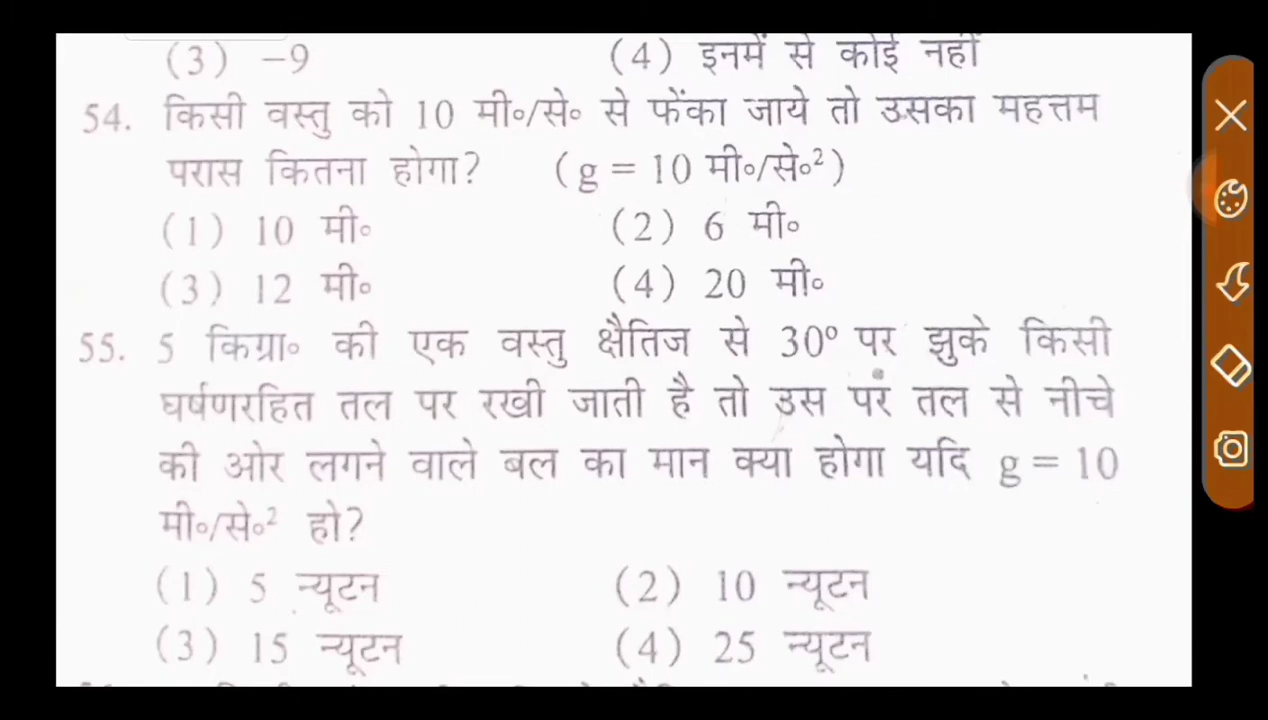 (3) -9 (4) इनमें से कोई नहीं
54. किसी वस्तु को 10 मी०/से० से फेंका जाये तो उसका महत्तम
परास कितना होगा? (g = 10 मी०/से०²)
(1) 10 मी० (2) 6 मी०
(3) 12 मी० (4) 20 मी०
55. 5 किग्रा० की एक वस्तु क्षैतिज से 30° पर झुके किसी
घर्षणरहित तल पर रखी जाती है तो उस पर तल से नीचे
की ओर लगने वाले बल का मान क्या होगा यदि g = 10
मी०/से०² हो?
(1) 5 न्यूटन (2) 10 न्यूटन
(3) 15 न्यूटन (4) 25 न्यूटन